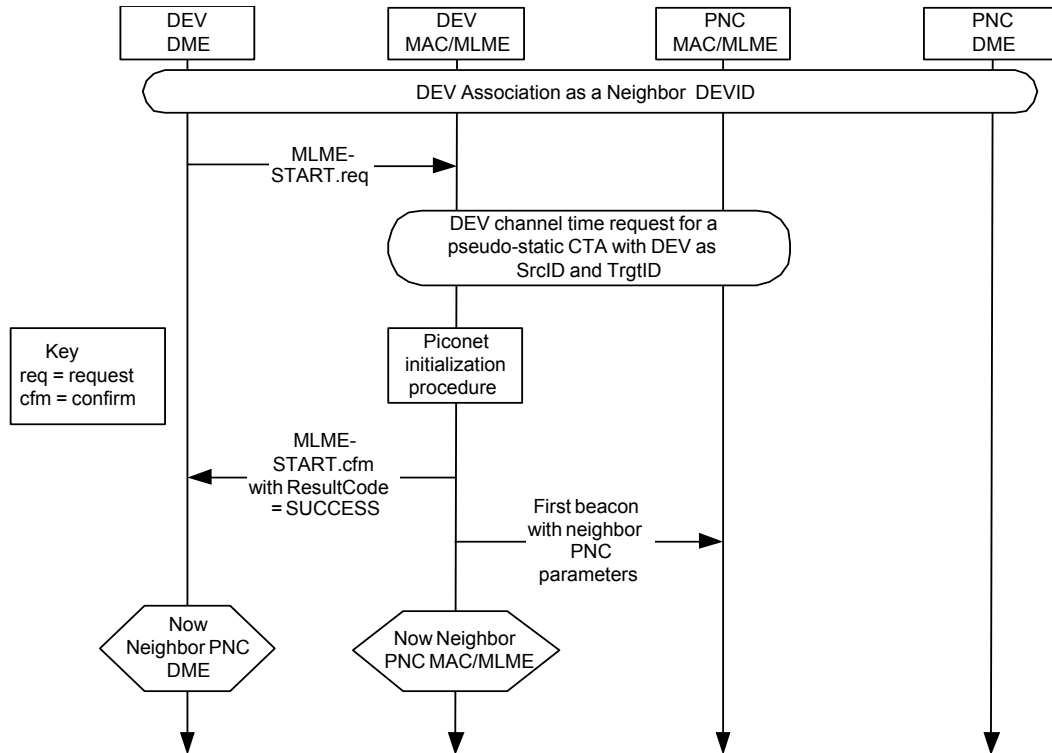 DEV
DME
DEV
MAC/MLME
PNC
MAC/MLME
PNC
DME
DEV Association as a Neighbor DEVID
MLME-
START.req
DEV channel time request for a
pseudo-static CTA with DEV as
SrcID and TrgtID
Key
req = request
cfm = confirm
Piconet
initialization
procedure
MLME-
START.cfm
with ResultCode
= SUCCESS
First beacon
with neighbor
PNC
parameters
Now
Neighbor PNC
DME
Now Neighbor
PNC MAC/MLME